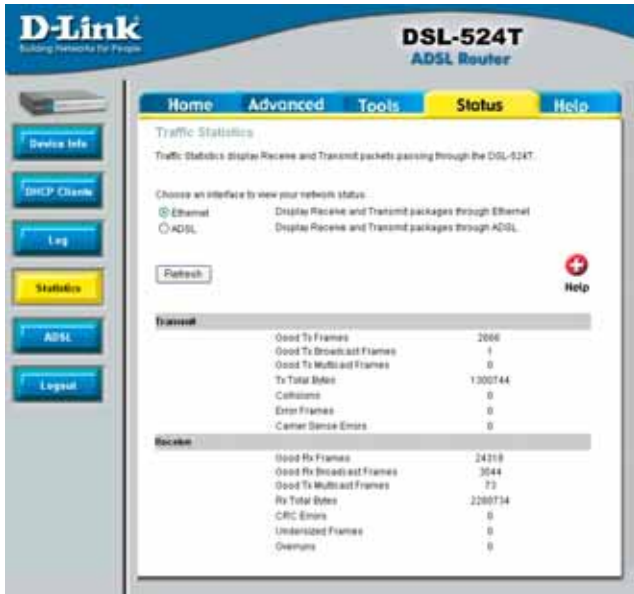 D-Link
Building Networks for People
DSL-524T
ADSL Router
Home Advanced Tools Status Help
Device Info
DHCP Clients
Log
Statistics
ADSL
Logout
Traffic Statistics
Traffic Statistics display Receive and Transmit packets passing through the DSL-524T.
Choose an interface to view your network status:
Ethernet Display Receive and Transmit packages through Ethernet
ADSL Display Receive and Transmit packages through ADSL
Refresh
Help
Transmit
Good Tx Frames 2666
Good Tx Broadcast Frames 1
Good Tx Multicast Frames 0
Tx Total Bytes 1300744
Collisions 0
Error Frames 0
Carrier Sense Errors 0
Receive
Good Rx Frames 24318
Good Rx Broadcast Frames 3044
Good Tx Multicast Frames 73
Rx Total Bytes 2280734
CRC Errors 0
Undersized Frames 0
Overruns 0